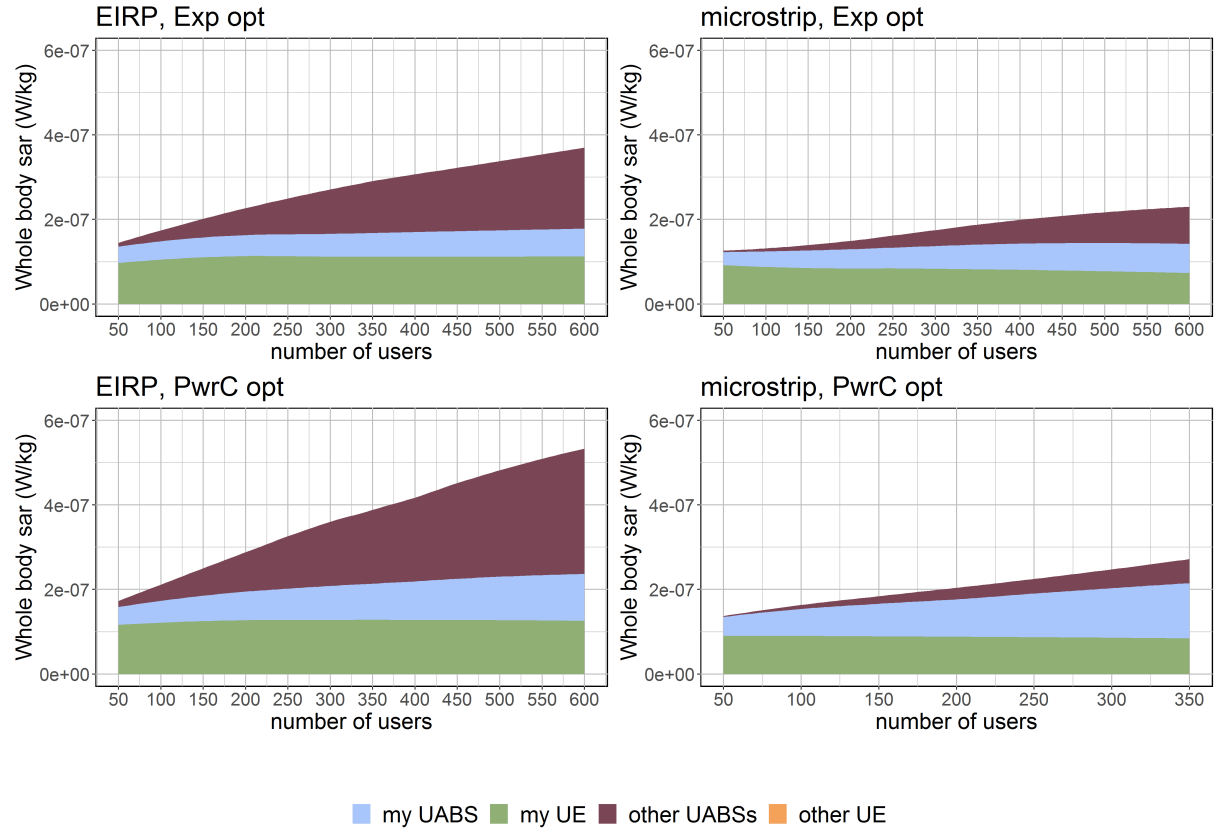 EIRP, Exp opt
6e-07
4e-07
2e-07
0e+00
Whole body sar (W/kg)
50 100 150 200 250 300 350 400 450 500 550 600
number of users
microstrip, Exp opt
6e-07
4e-07
2e-07
0e+00
Whole body sar (W/kg)
50 100 150 200 250 300 350 400 450 500 550 600
number of users
EIRP, PwrC opt
6e-07
4e-07
2e-07
0e+00
Whole body sar (W/kg)
50 100 150 200 250 300 350 400 450 500 550 600
number of users
microstrip, PwrC opt
6e-07
4e-07
2e-07
0e+00
Whole body sar (W/kg)
50 100 150 200 250 300 350
number of users
my UABS my UE other UABSs other UE